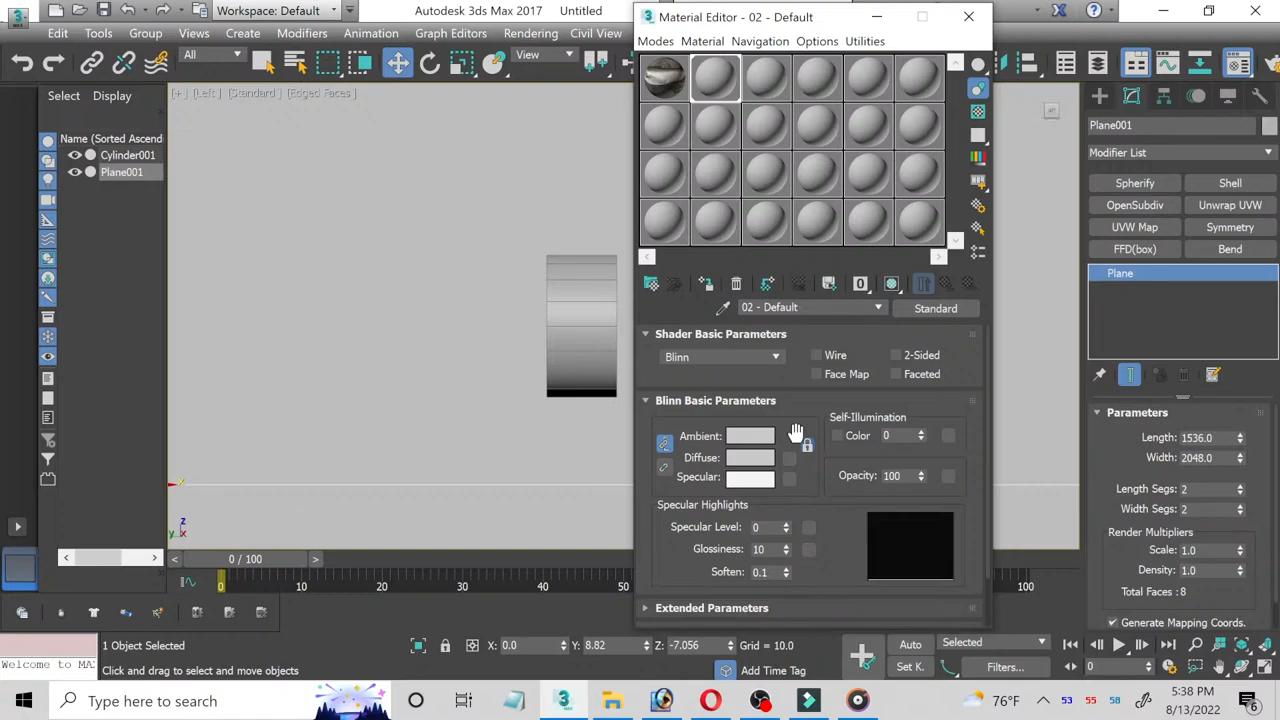 Workspace: Default
Autodesk 3ds Max 2017
Untitled
Material Editor - 02 - Default
Edit
Tools
Group
Views
Create
Modifiers
Animation
Graph Editors
Rendering
Civil View
Modes
Material
Navigation
Options
Utilities
All
View
[+] [Left] [Standard] [Edged Faces]
Select
Display
Name (Sorted Ascend
Cylinder001
Plane001
Plane001
Modifier List
Spherify
Shell
OpenSubdiv
Unwrap UVW
UVW Map
Symmetry
FFD(box)
Bend
Plane
02 - Default
Standard
Shader Basic Parameters
Blinn
Wire
2-Sided
Face Map
Faceted
Blinn Basic Parameters
Self-Illumination
Ambient:
Color
0
Diffuse:
Specular:
Opacity:
100
Specular Highlights
Specular Level:
0
Glossiness:
10
Soften:
0.1
Extended Parameters
Parameters
Length:
1536.0
Width:
2048.0
Length Segs:
2
Width Segs:
2
Render Multipliers
Scale:
1.0
Density:
1.0
Total Faces : 8
Generate Mapping Coords.
z
y
x
y
0 / 100
0
10
20
30
40
50
100
1 Object Selected
X:
0.0
Y:
8.82
Z:
-7.056
Grid = 10.0
Auto
Selected
Welcome to MA
Click and drag to select and move objects
Add Time Tag
Set K.
Filters...
0
Type here to search
76°F
53
55
58
5:38 PM
8/13/2022
6